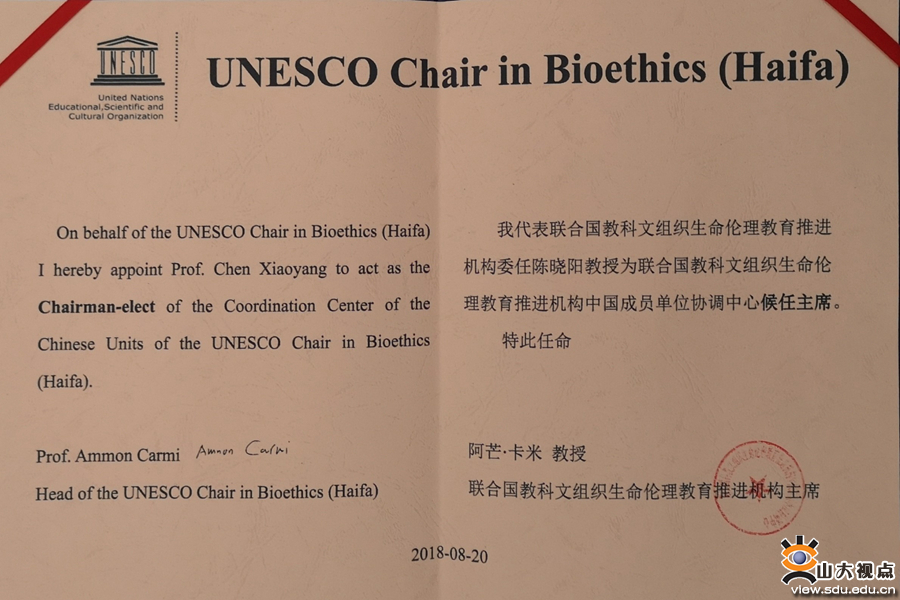 UNESCO
United Nations
Educational, Scientific and
Cultural Organization
UNESCO Chair in Bioethics (Haifa)
On behalf of the UNESCO Chair in Bioethics (Haifa)
I hereby appoint Prof. Chen Xiaoyang to act as the
Chairman-elect of the Coordination Center of the
Chinese Units of the UNESCO Chair in Bioethics
(Haifa).
Prof. Ammon Carmi Ammon Carmi
Head of the UNESCO Chair in Bioethics (Haifa)
我代表联合国教科文组织生命伦理教育推进
机构委任陈晓阳教授为联合国教科文组织生命伦
理教育推进机构中国成员单位协调中心候任主席。
特此任命
阿芒·卡米 教授
联合国教科文组织生命伦理教育推进机构主席
2018-08-20
山大视点
view.sdu.edu.cn